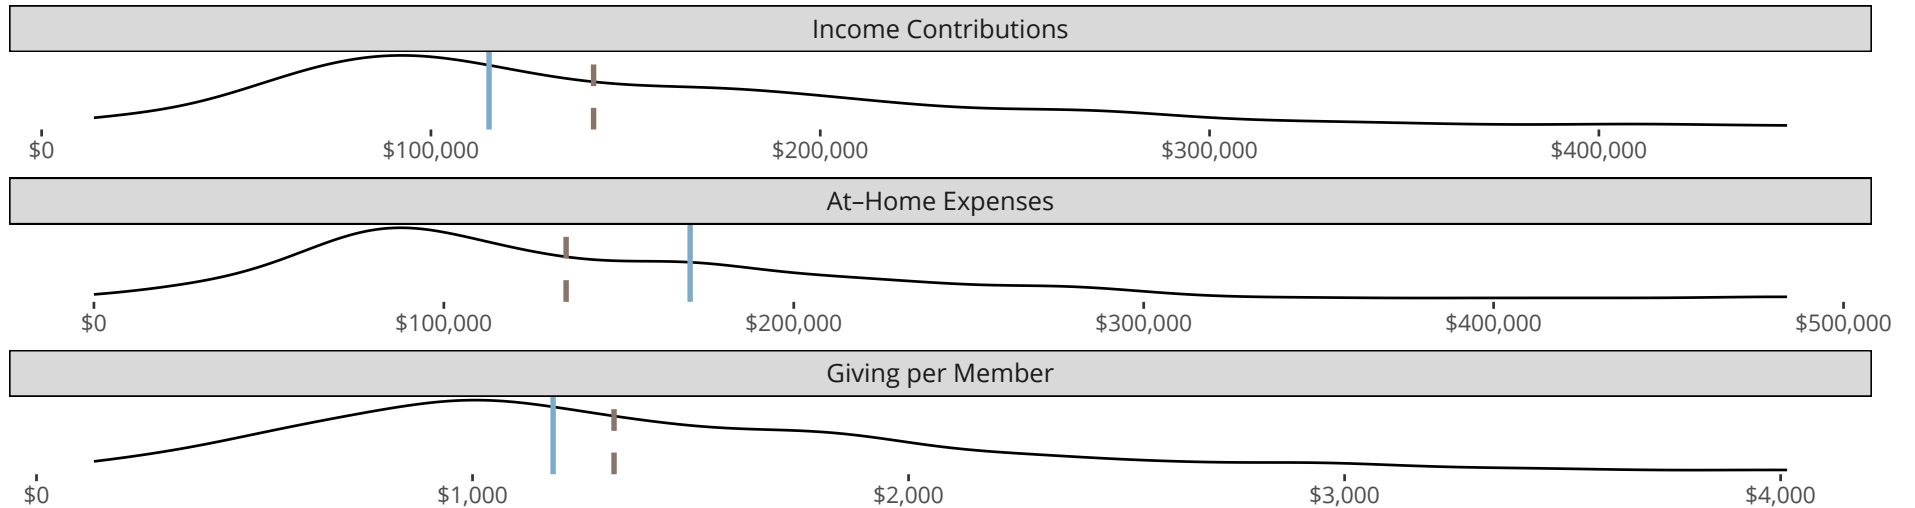 Income Contributions
$0 $100,000 $200,000 $300,000 $400,000
At–Home Expenses
$0 $100,000 $200,000 $300,000 $400,000 $500,000
Giving per Member
$0 $1,000 $2,000 $3,000 $4,000